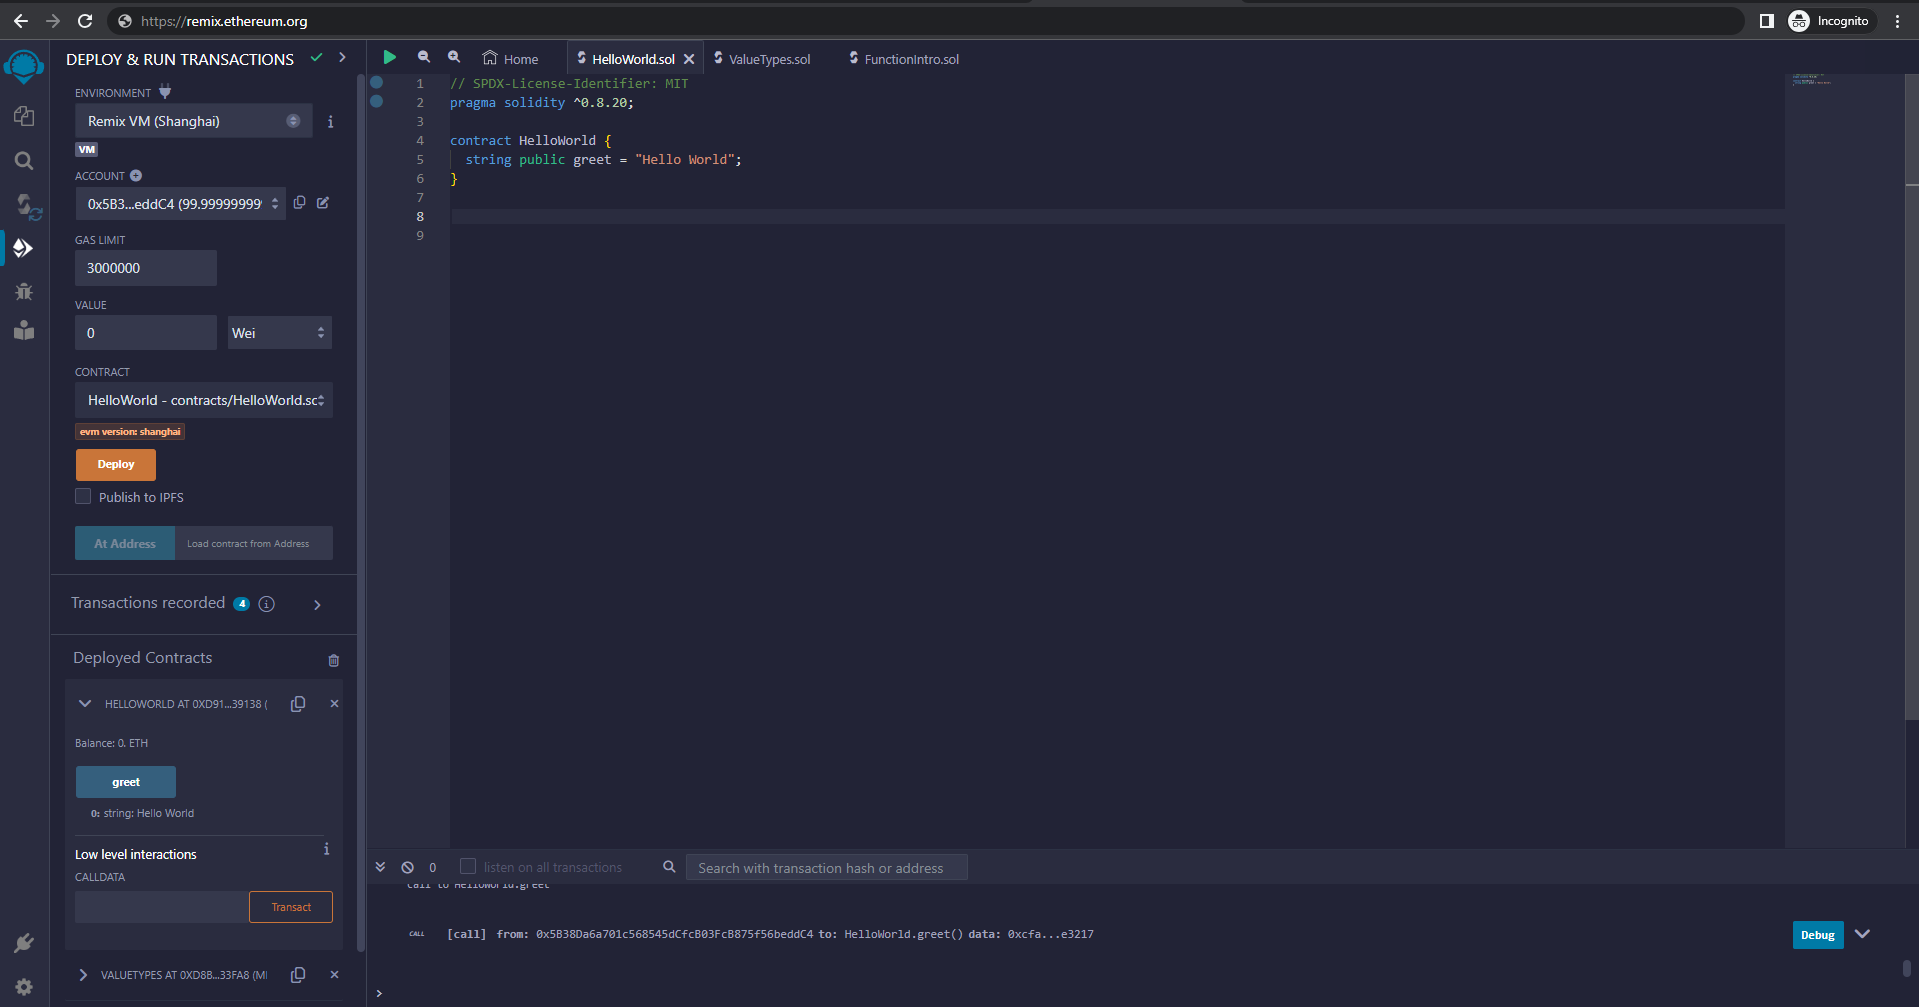 https://remix.ethereum.org
Incognito
DEPLOY & RUN TRANSACTIONS
ENVIRONMENT
Remix VM (Shanghai)
VM
ACCOUNT
0x5B3...eddC4 (99.99999999
GAS LIMIT
3000000
VALUE
0
Wei
CONTRACT
HelloWorld - contracts/HelloWorld.sc
evm version: shanghai
Deploy
Publish to IPFS
At Address
Load contract from Address
Transactions recorded 4
Deployed Contracts
HELLOWORLD AT 0XD91...39138 (
Balance: 0. ETH
greet
0: string: Hello World
Low level interactions
CALLDATA
Transact
VALUETYPES AT 0XD8B...33FA8 (MI
Home
HelloWorld.sol
ValueTypes.sol
FunctionIntro.sol
1 // SPDX-License-Identifier: MIT
2 pragma solidity ^0.8.20;
3
4 contract HelloWorld {
5 string public greet = "Hello World";
6 }
7
8
9
0
listen on all transactions
Search with transaction hash or address
call to HelloWorld.greet
CALL [call] from: 0x5B38Da6a701c568545dCfcB03FcB875f56beddC4 to: HelloWorld.greet() data: 0xcfa...e3217
Debug
>